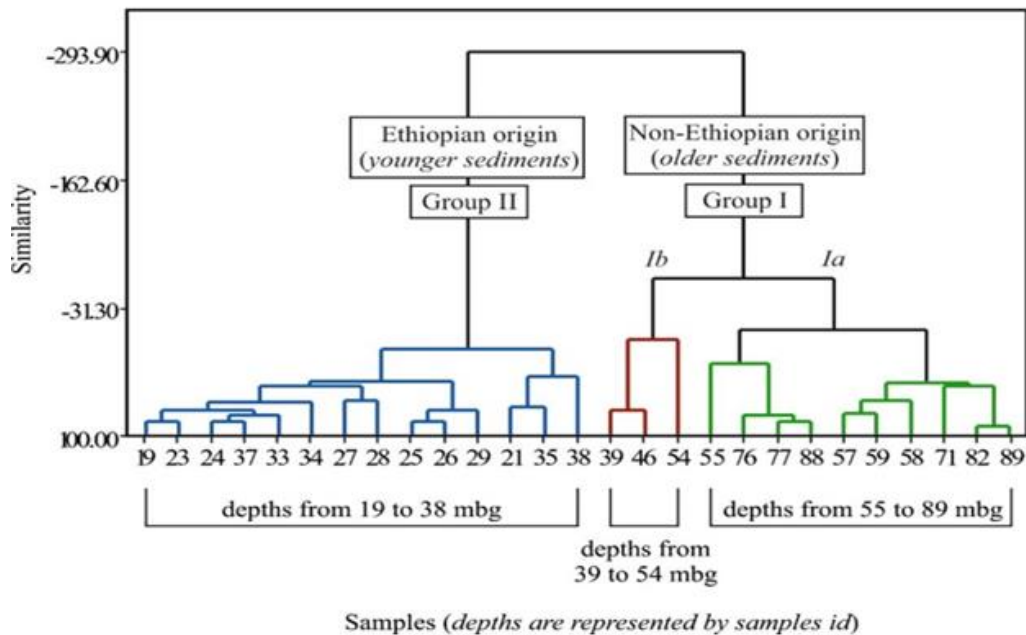 Similarity
-293.90
-162.60
-31.30
100.00
Ethiopian origin
(younger sediments)
Group II
Non-Ethiopian origin
(older sediments)
Group I
Ib
Ia
19 23 24 37 33 34 27 28 25 26 29 21 35 38 39 46 54 55 76 77 88 57 59 58 71 82 89
depths from 19 to 38 mbg
depths from
39 to 54 mbg
depths from 55 to 89 mbg
Samples (depths are represented by samples id)